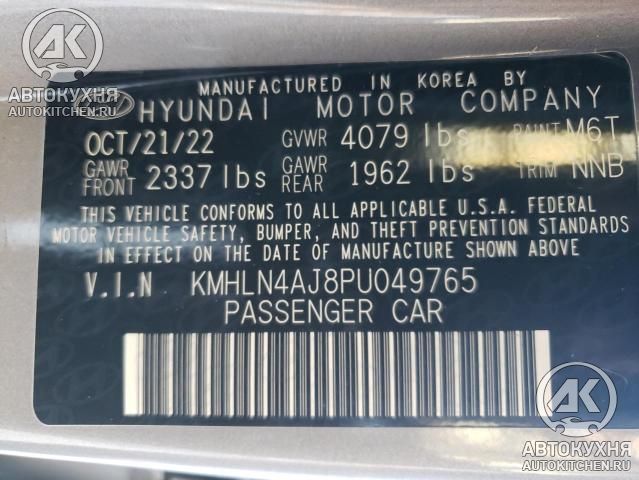 MANUFACTURED IN KOREA BY
HYUNDAI MOTOR COMPANY
OCT/21/22 GVWR 4079 lbs PAINT M6T
GAWR FRONT 2337 lbs GAWR REAR 1962 lbs TRIM NNB
THIS VEHICLE CONFORMS TO ALL APPLICABLE U.S.A. FEDERAL
MOTOR VEHICLE SAFETY, BUMPER, AND THEFT PREVENTION STANDARDS
IN EFFECT ON THE DATE OF MANUFACTURE SHOWN ABOVE
V.I.N KMHLN4AJ8PU049765
PASSENGER CAR
АК
АВТОКУХНЯ
AUTOKITCHEN.RU
АК
АВТОКУХНЯ
AUTOKITCHEN.RU